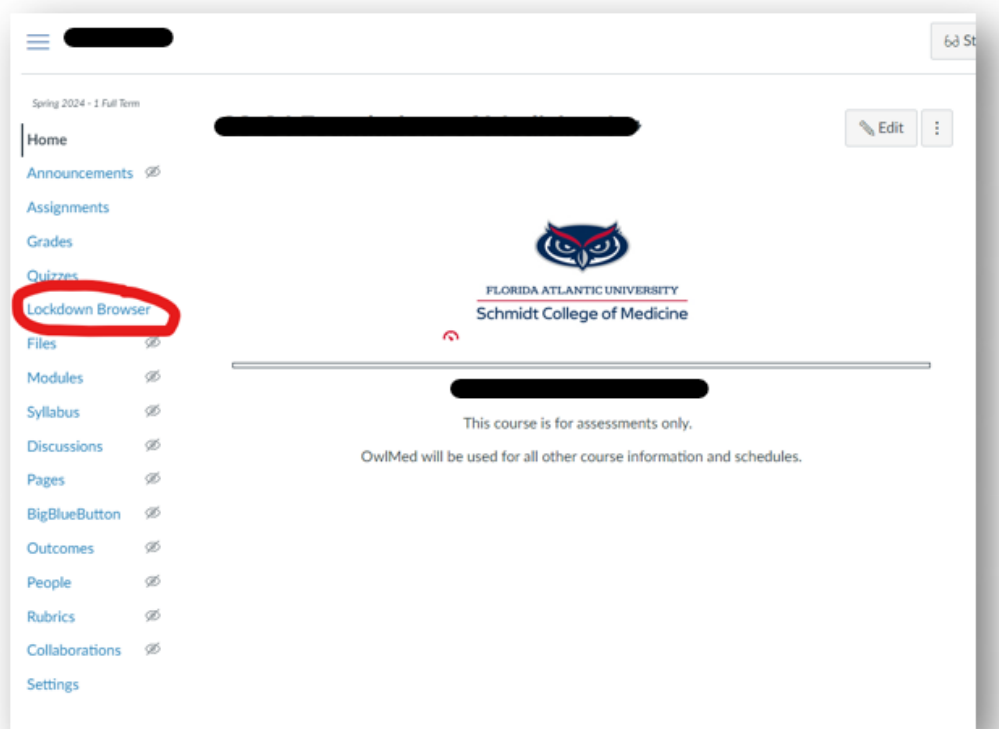 St
Spring 2024 - 1 Full Term
Home
Edit
Announcements
Assignments
Grades
Quizzes
Lockdown Browser
Files
Modules
Syllabus
Discussions
Pages
BigBlueButton
Outcomes
People
Rubrics
Collaborations
Settings
FLORIDA ATLANTIC UNIVERSITY
Schmidt College of Medicine
This course is for assessments only.
OwlMed will be used for all other course information and schedules.